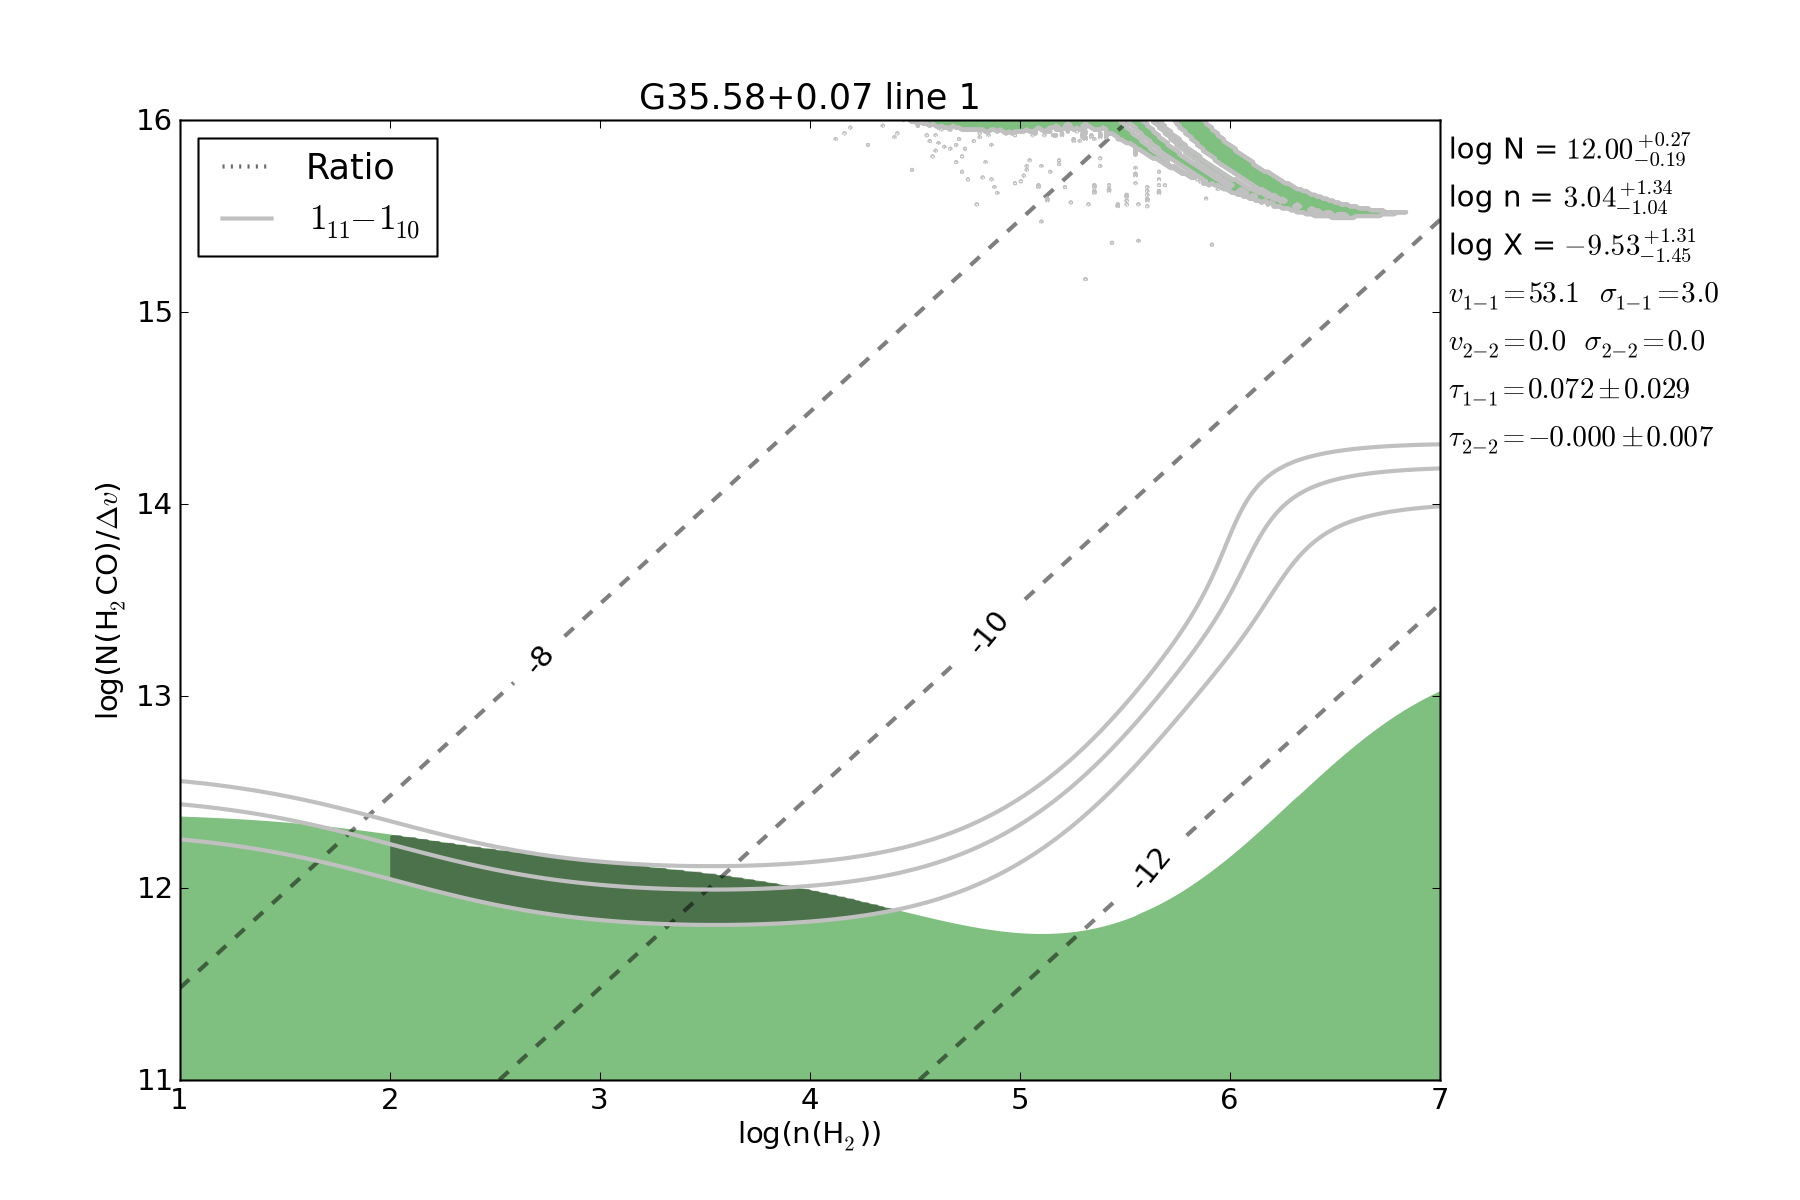 G35.58+0.07 line 1
16
15
14
13
12
11
1
2
3
4
5
6
7
log(N(H₂CO)/Δv)
log(n(H₂))
Ratio
1₁₁−1₁₀
-8
-10
-12
log N = 12.00 +0.27 −0.19
log n = 3.04 +1.34 −1.04
log X = −9.53 +1.31 −1.45
v₁₋₁=53.1 σ₁₋₁=3.0
v₂₋₂=0.0 σ₂₋₂=0.0
τ₁₋₁=0.072±0.029
τ₂₋₂=−0.000±0.007